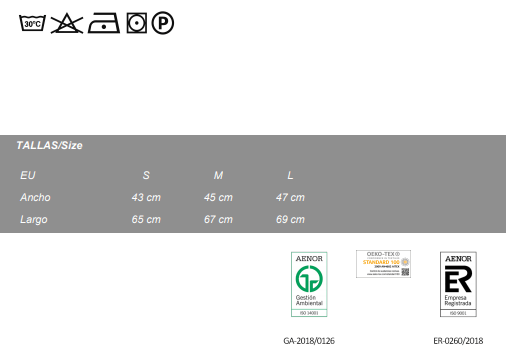 30°C
P
TALLAS/Size
EU S M L
Ancho 43 cm 45 cm 47 cm
Largo 65 cm 67 cm 69 cm
AENOR
Gestión
Ambiental
ISO 14001
OEKO-TEX®
STANDARD 100
AENOR
ER
Empresa
Registrada
ISO 9001
GA-2018/0126
ER-0260/2018